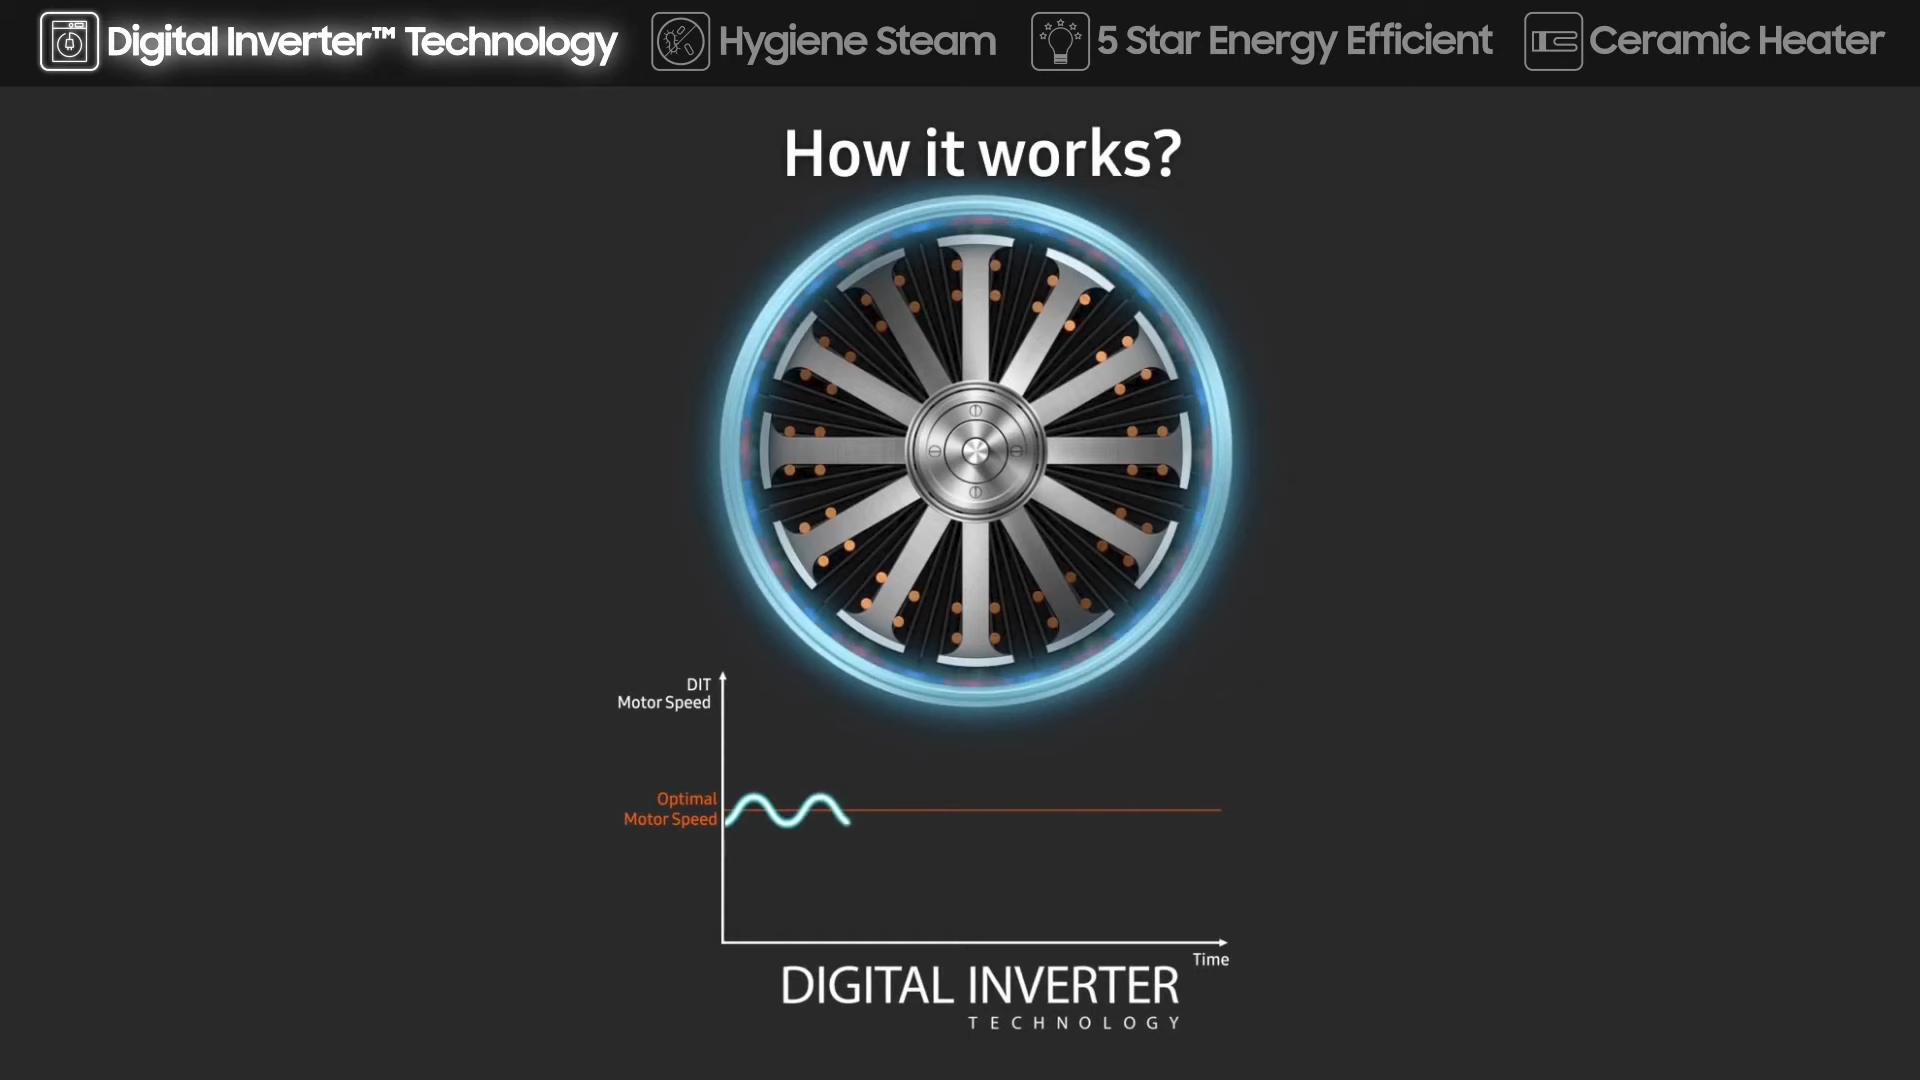 Digital Inverter™ Technology
Hygiene Steam
5 Star Energy Efficient
Ceramic Heater
How it works?
DIT
Motor Speed
Optimal
Motor Speed
Time
DIGITAL INVERTER
TECHNOLOGY